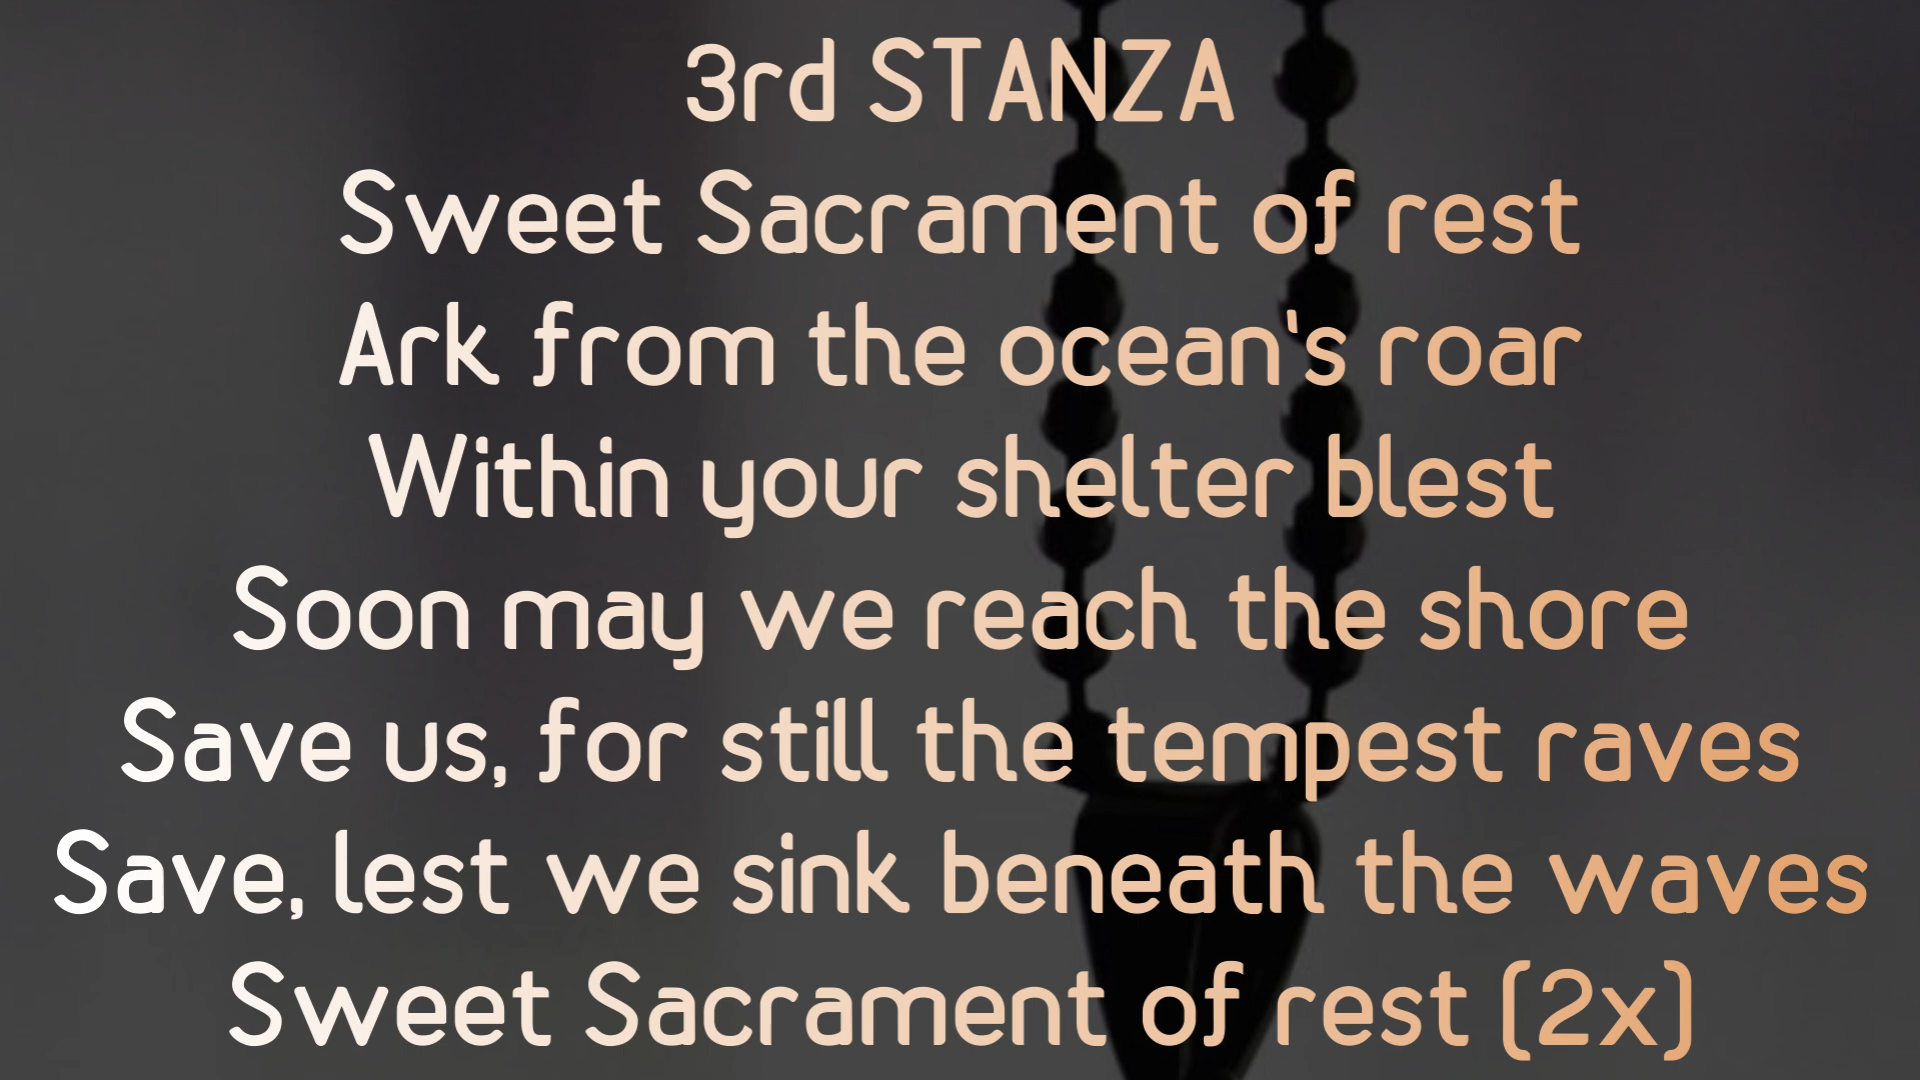 3rd STANZA
Sweet Sacrament of rest
Ark from the ocean's roar
Within your shelter blest
Soon may we reach the shore
Save us, for still the tempest raves
Save, lest we sink beneath the waves
Sweet Sacrament of rest (2x)